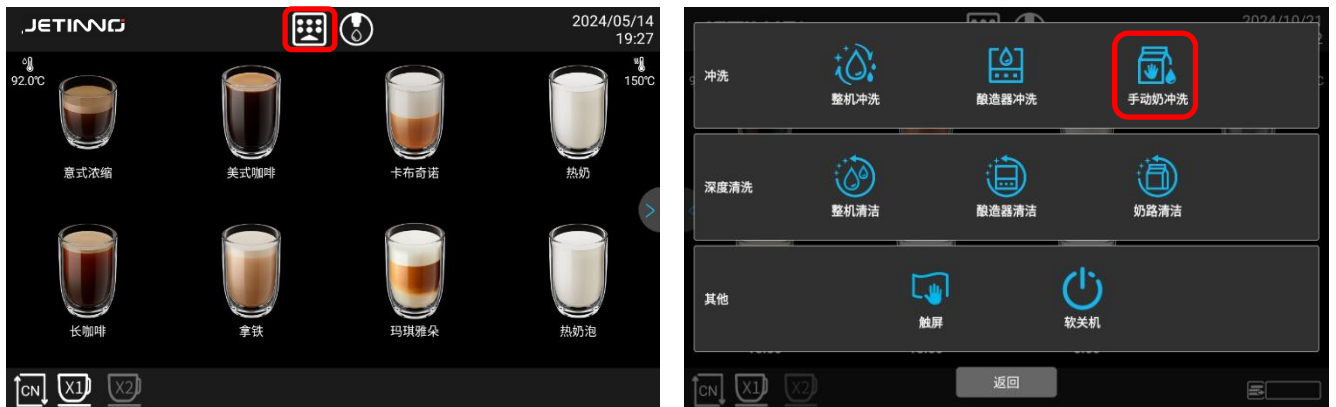 JETINNO
2024/05/14
19:27
92.0℃
150℃
意式浓缩
美式咖啡
卡布奇诺
热奶
>
长咖啡
拿铁
玛琪雅朵
热奶泡
CN
X1
X2
2024/10/21
冲洗
整机冲洗
酿造器冲洗
手动奶冲洗
深度清洗
整机清洁
酿造器清洁
奶路清洁
其他
触屏
软关机
返回
CN
X1
X2